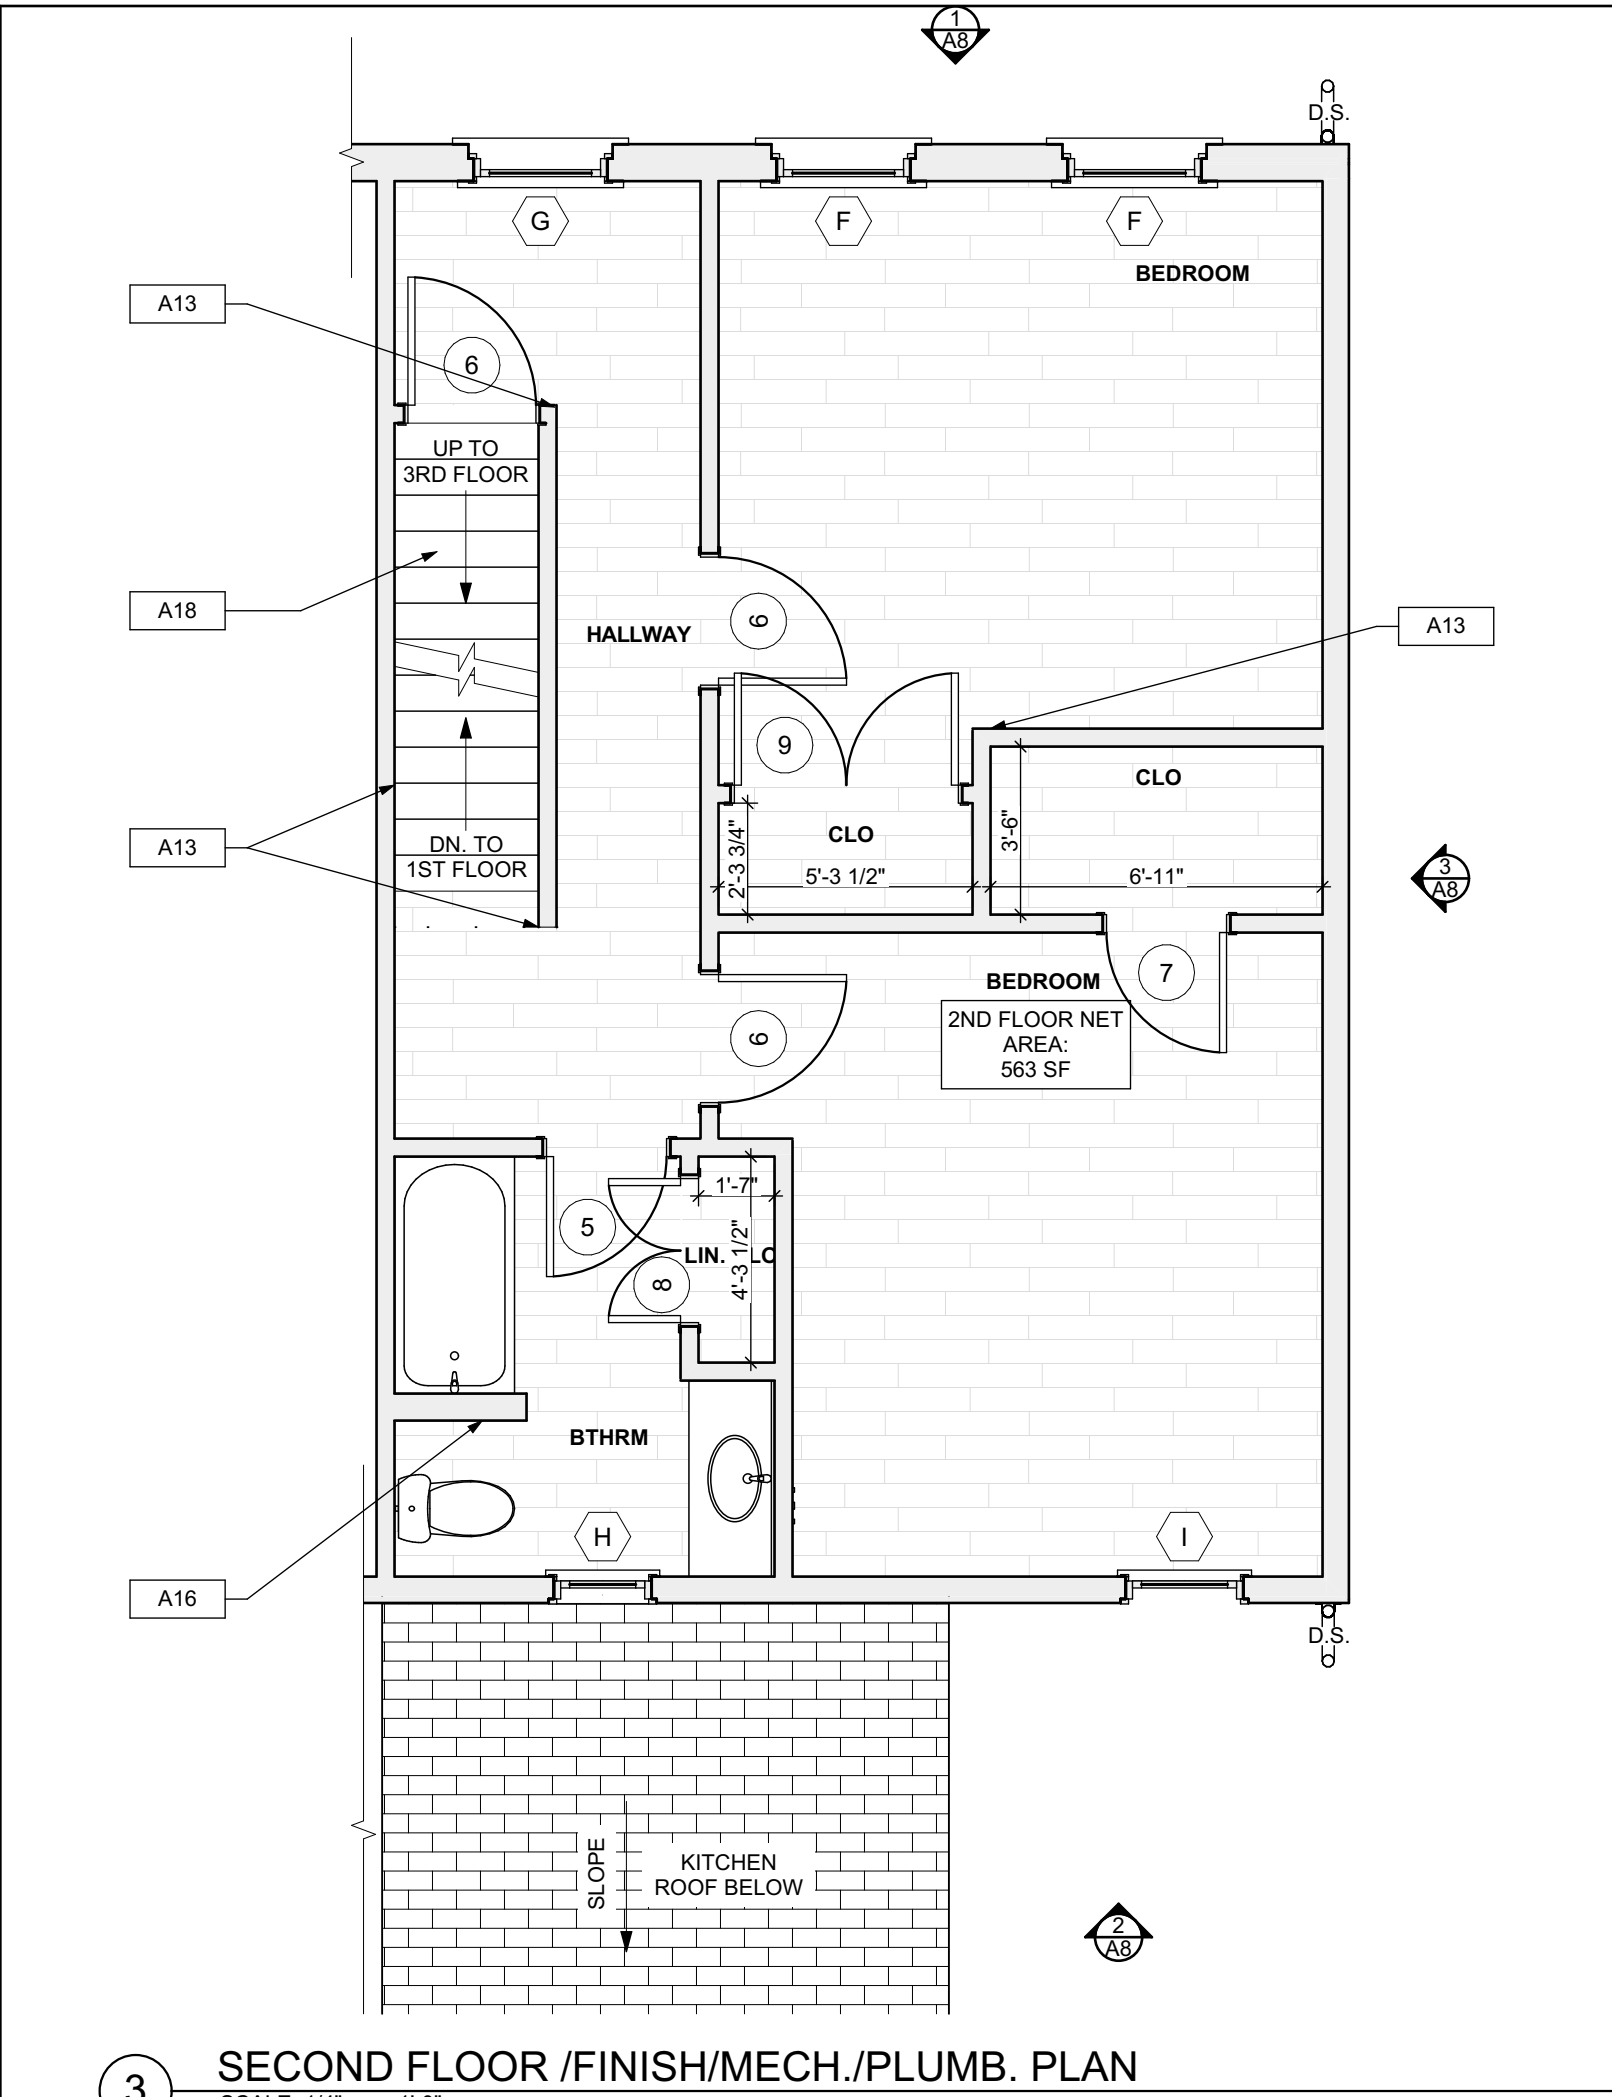 1
A8
D.S.
G
F
F
BEDROOM
A13
6
UP TO
3RD FLOOR
A18
HALLWAY
6
A13
9
CLO
3'-6"
A13
DN. TO
1ST FLOOR
2'-3 3/4"
CLO
5'-3 1/2"
6'-11"
3
A8
BEDROOM
7
2ND FLOOR NET
AREA:
563 SF
6
1'-7"
5
LIN.
4'-3 1/2"
8
BTHRM
H
I
A16
D.S.
SLOPE
KITCHEN
ROOF BELOW
2
A8
3
SECOND FLOOR /FINISH/MECH./PLUMB. PLAN